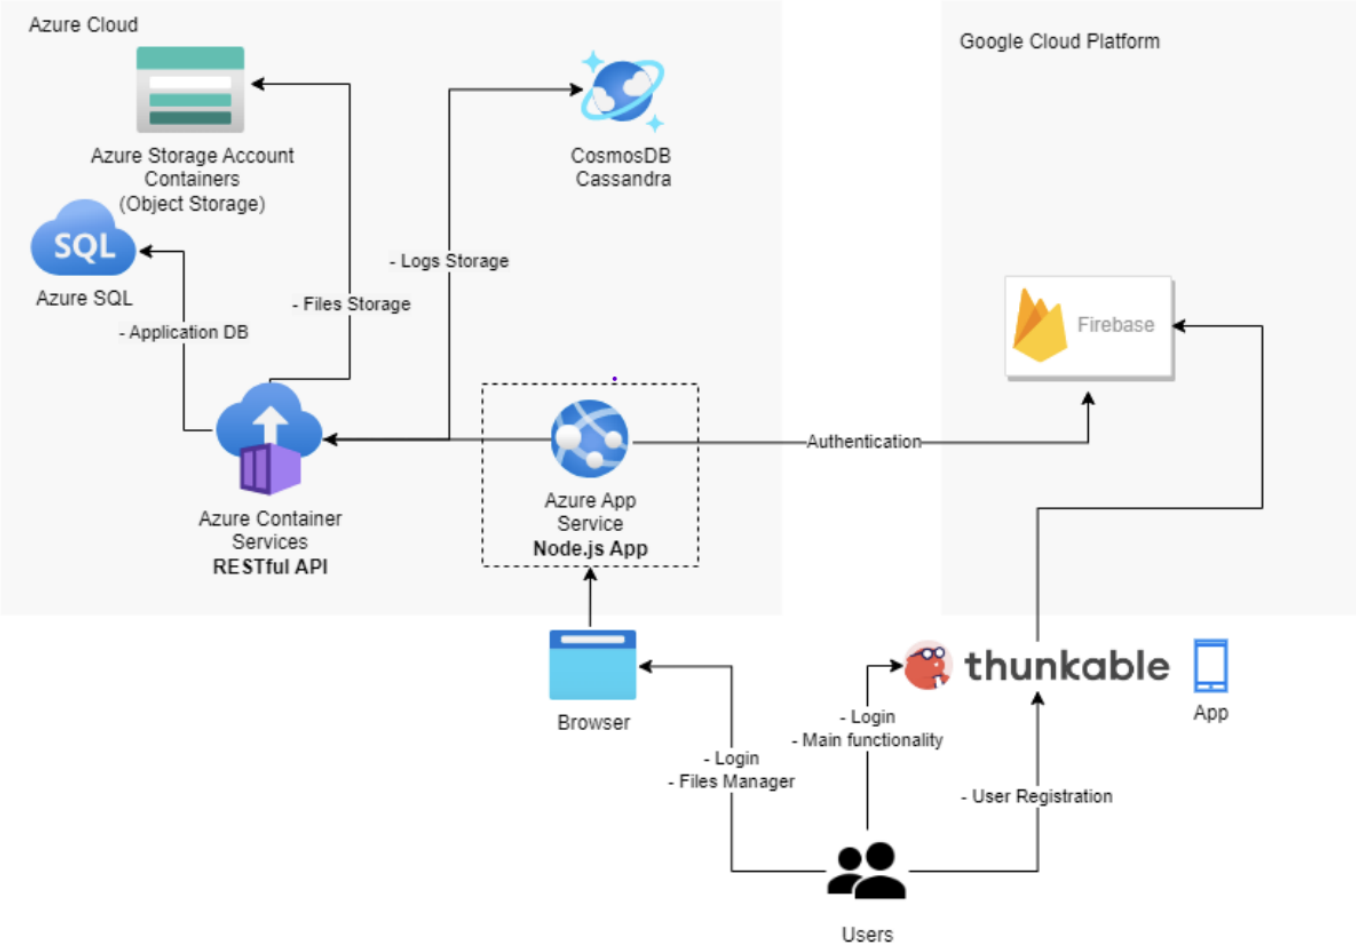 Azure Cloud
Google Cloud Platform
Azure Storage Account
Containers
(Object Storage)
CosmosDB
Cassandra
SQL
Azure SQL
- Logs Storage
- Files Storage
- Application DB
Firebase
Authentication
Azure App
Service
Node.js App
Azure Container
Services
RESTful API
Browser
thunkable
App
- Login
- Main functionality
- Login
- Files Manager
- User Registration
Users